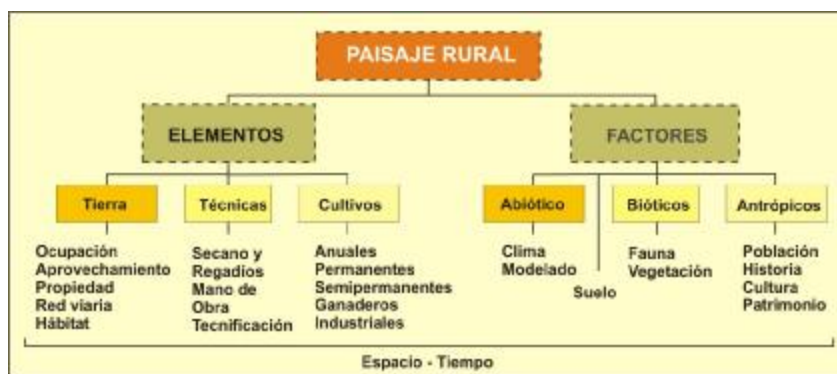 PAISAJE RURAL
ELEMENTOS
FACTORES
Tierra
Técnicas
Cultivos
Abiótico
Bióticos
Antrópicos
Ocupación
Aprovechamiento
Propiedad
Red viaria
Hábitat
Secano y
Regadios
Mano de
Obra
Tecnificación
Anuales
Permanentes
Semipermanentes
Ganaderos
Industriales
Clima
Modelado
Suelo
Fauna
Vegetación
Población
Historia
Cultura
Patrimonio
Espacio - Tiempo